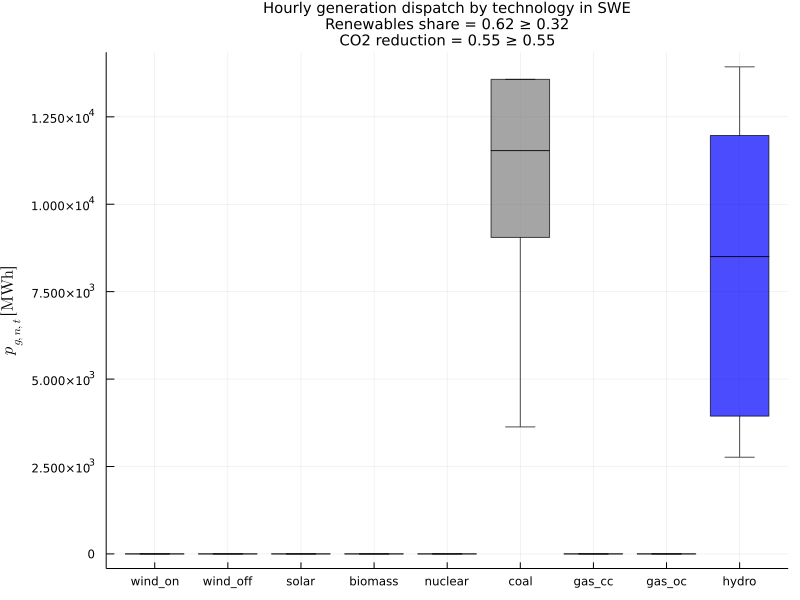 Hourly generation dispatch by technology in SWE
Renewables share = 0.62 ≥ 0.32
CO2 reduction = 0.55 ≥ 0.55
p_{g,n,t} [MWh]
1.250×10⁴
1.000×10⁴
7.500×10³
5.000×10³
2.500×10³
0
wind_on wind_off solar biomass nuclear coal gas_cc gas_oc hydro